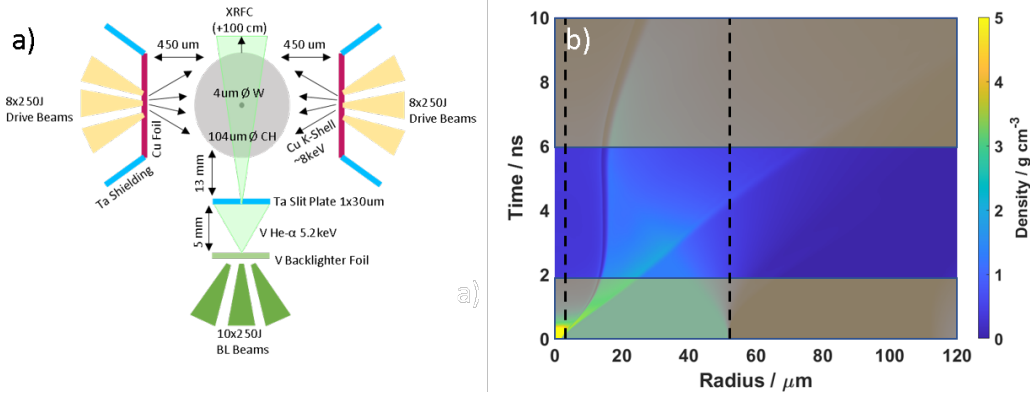 a)
XRFC
(+100 cm)
450 um
450 um
4um Ø W
104um Ø CH
8x250J
Drive Beams
8x250J
Drive Beams
Cu Foil
Cu K-Shell
~8keV
Ta Shielding
13 mm
Ta Slit Plate 1x30um
5 mm
V He-α 5.2keV
V Backlighter Foil
10x250J
BL Beams
a)
b)
Time / ns
10
8
6
4
2
0
0
20
40
60
80
100
120
Radius / μm
5
4
3
2
1
0
Density / g cm⁻³